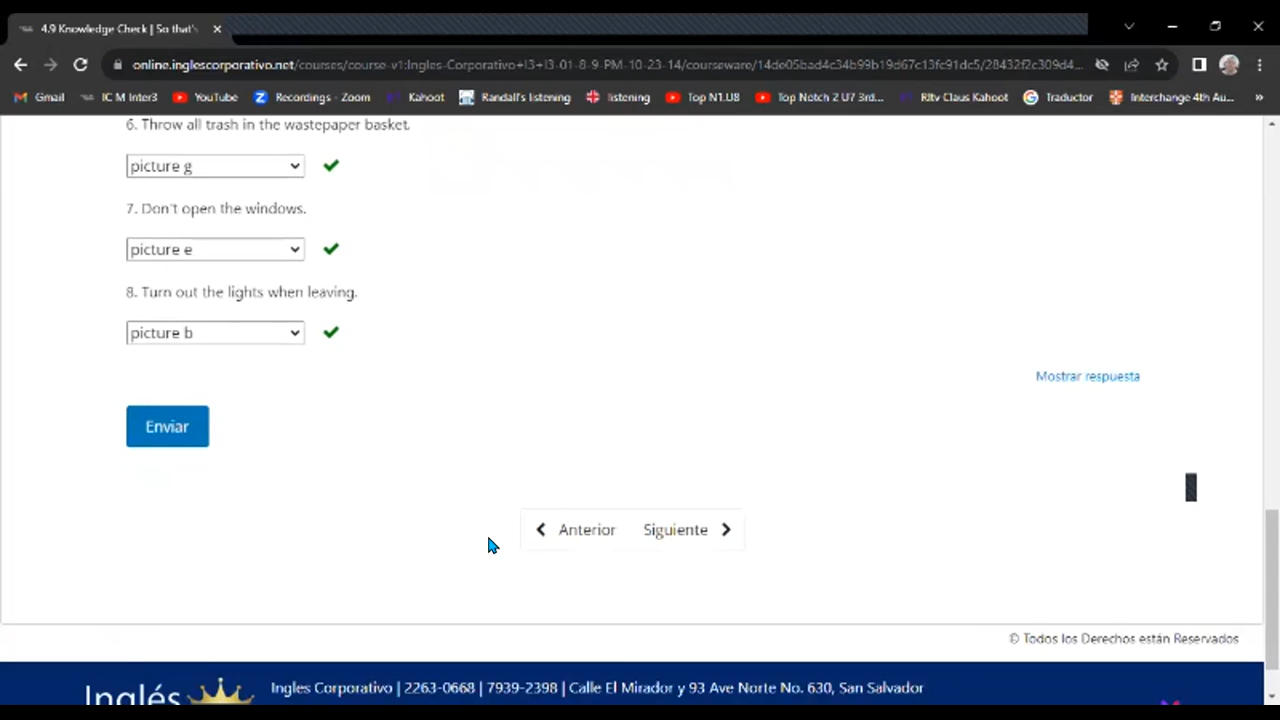 4.9 Knowledge Check | So that's
online.inglescorporativo.net/courses/course-v1:Ingles-Corporativo+I3+I3-01-8-9-PM-10-23-14/courseware/14de05bad4c34b99b19d67c13fc91dc5/28432f2c309d4...
Gmail IC M Inter3 YouTube Recordings - Zoom Kahoot Randall's listening listening Top N1.U8 Top Notch 2 U7 3rd... Rltv Claus Kahoot Traductor Interchange 4th Au... »
6. Throw all trash in the wastepaper basket.
picture g
7. Don't open the windows.
picture e
8. Turn out the lights when leaving.
picture b
Mostrar respuesta
Enviar
Anterior Siguiente
© Todos los Derechos están Reservados
Inglés
Ingles Corporativo | 2263-0668 | 7939-2398 | Calle El Mirador y 93 Ave Norte No. 630, San Salvador